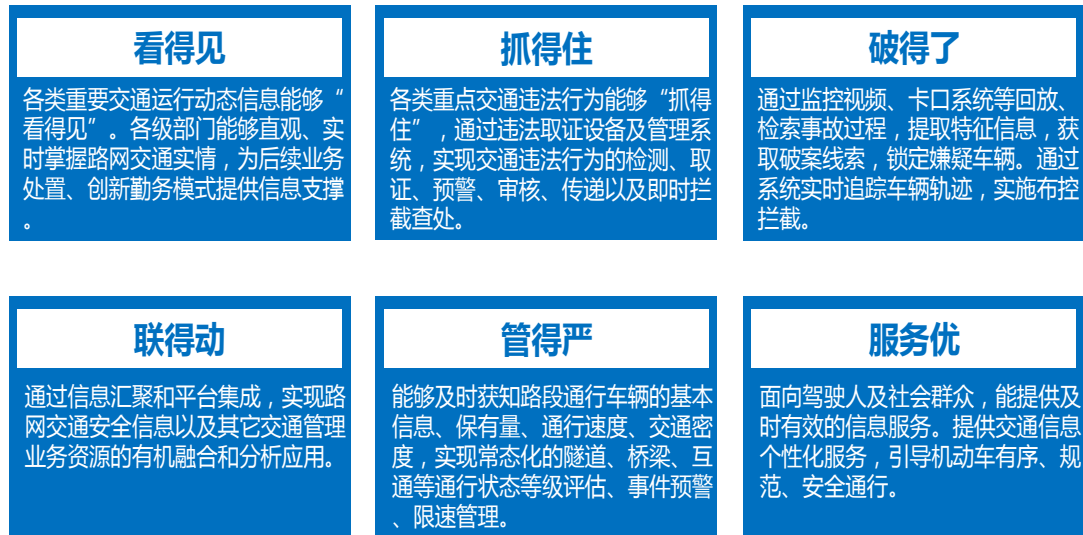 看得见
各类重要交通运行动态信息能够“
看得见”。各级部门能够直观、实
时掌握路网交通实情，为后续业务
处置、创新勤务模式提供信息支撑
。
抓得住
各类重点交通违法行为能够“抓得
住”，通过违法取证设备及管理系
统，实现交通违法行为的检测、取
证、预警、审核、传递以及即时拦
截查处。
破得了
通过监控视频、卡口系统等回放、
检索事故过程，提取特征信息，获
取破案线索，锁定嫌疑车辆。通过
系统实时追踪车辆轨迹，实施布控
拦截。
联得动
通过信息汇聚和平台集成，实现路
网交通安全信息以及其它交通管理
业务资源的有机融合和分析应用。
管得严
能够及时获知路段通行车辆的基本
信息、保有量、通行速度、交通密
度，实现常态化的隧道、桥梁、互
通等通行状态等级评估、事件预警
、限速管理。
服务优
面向驾驶人及社会群众，能提供及
时有效的信息服务。提供交通信息
个性化服务，引导机动车有序、规
范、安全通行。